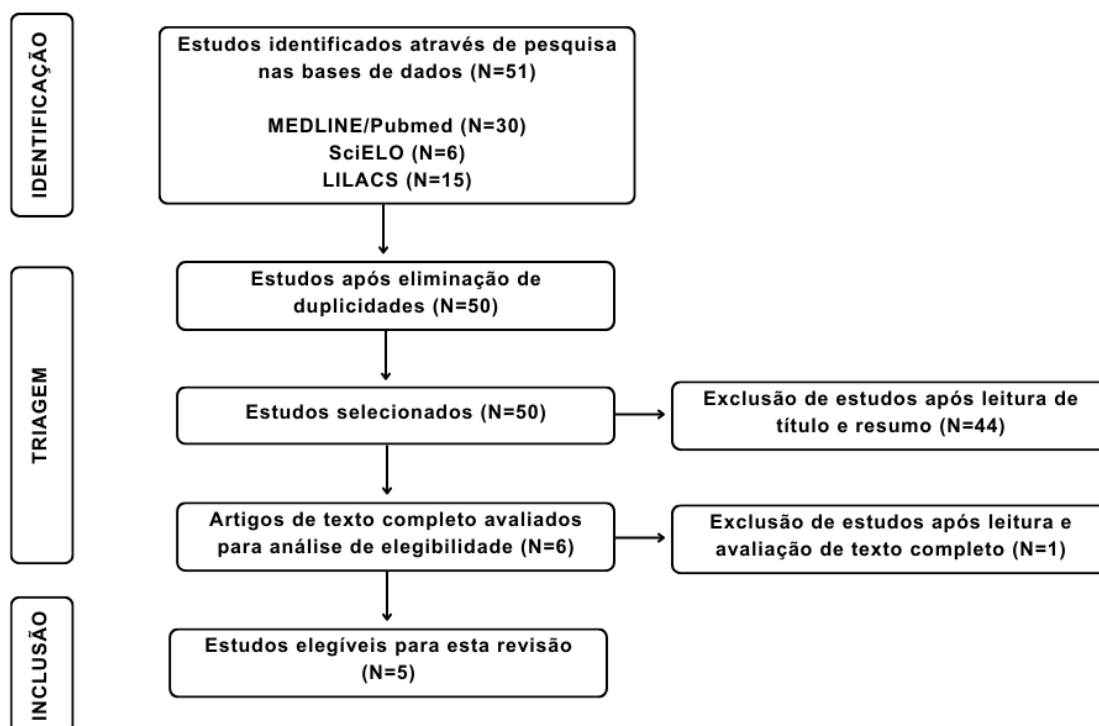 IDENTIFICAÇÃO
Estudos identificados através de pesquisa
nas bases de dados (N=51)
MEDLINE/Pubmed (N=30)
SciELO (N=6)
LILACS (N=15)
TRIAGEM
Estudos após eliminação de
duplicidades (N=50)
Estudos selecionados (N=50)
Exclusão de estudos após leitura de
título e resumo (N=44)
Artigos de texto completo avaliados
para análise de elegibilidade (N=6)
Exclusão de estudos após leitura e
avaliação de texto completo (N=1)
INCLUSÃO
Estudos elegíveis para esta revisão
(N=5)